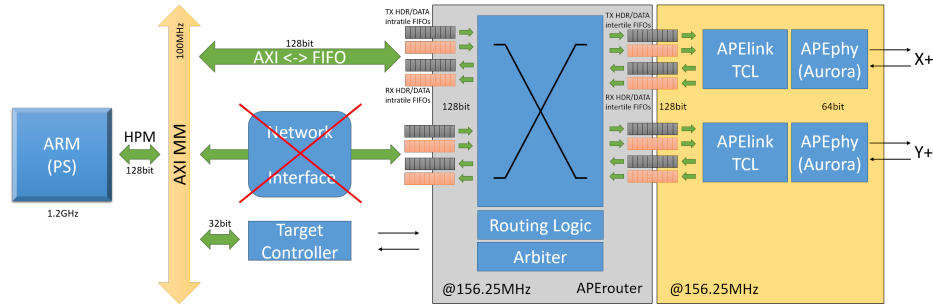 ARM
(PS)
1.2GHz
HPM
128bit
100MHz
AXI MM
128bit
AXI <-> FIFO
Network
Interface
32bit
Target
Controller
TX HDR/DATA
intratile FIFOs
RX HDR/DATA
intratile FIFOs
128bit
Routing Logic
Arbiter
@156.25MHz
APErouter
TX HDR/DATA
intertile FIFOs
RX HDR/DATA
intertile FIFOs
128bit
APElink
TCL
APEphy
(Aurora)
X+
64bit
APElink
TCL
APEphy
(Aurora)
Y+
@156.25MHz